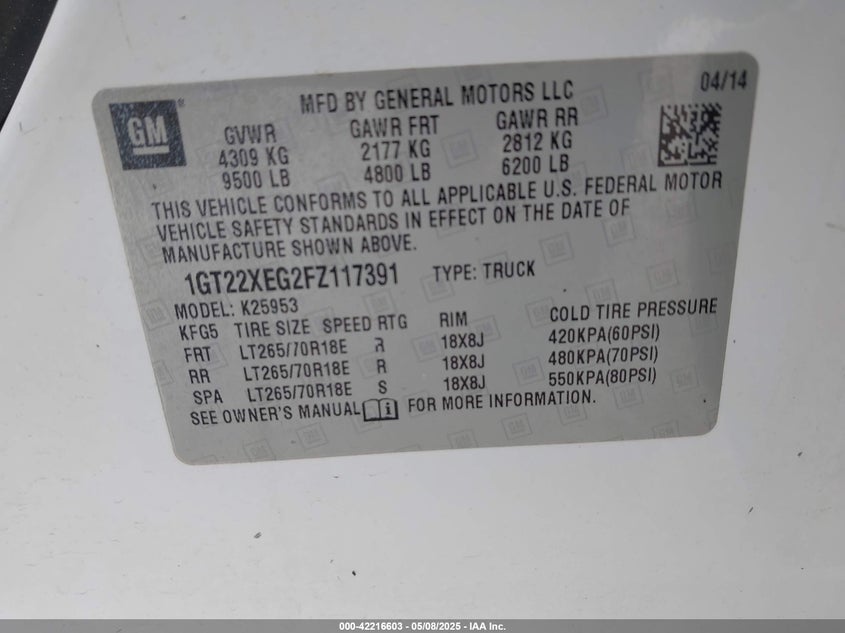 GM®
MFD BY GENERAL MOTORS LLC
04/14
GVWR GAWR FRT GAWR RR
4309 KG 2177 KG 2812 KG
9500 LB 4800 LB 6200 LB
THIS VEHICLE CONFORMS TO ALL APPLICABLE U.S. FEDERAL MOTOR
VEHICLE SAFETY STANDARDS IN EFFECT ON THE DATE OF
MANUFACTURE SHOWN ABOVE.
1GT22XEG2FZ117391 TYPE: TRUCK
MODEL: K25953
KFG5 TIRE SIZE SPEED RTG RIM COLD TIRE PRESSURE
FRT LT265/70R18E R 18X8J 420KPA(60PSI)
RR LT265/70R18E R 18X8J 480KPA(70PSI)
SPA LT265/70R18E S 18X8J 550KPA(80PSI)
SEE OWNER'S MANUAL i FOR MORE INFORMATION.
000-42216603 - 05/08/2025 - IAA Inc.